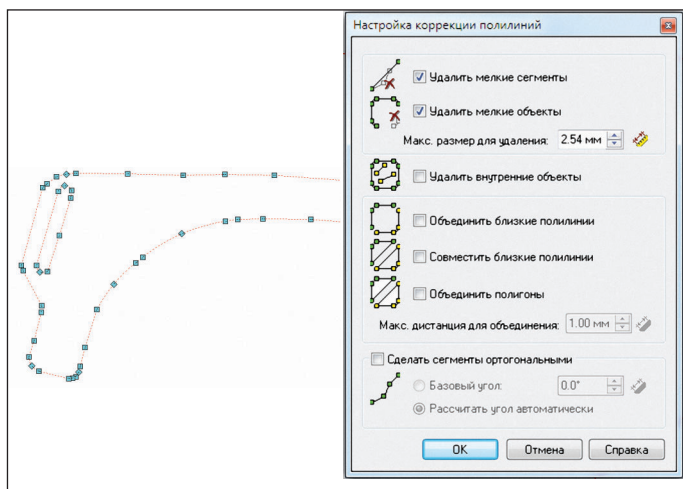 Настройка коррекции полилиний
Удалить мелкие сегменты
Удалить мелкие объекты
Макс. размер для удаления: 2.54 мм
Удалить внутренние объекты
Объединить близкие полилинии
Совместить близкие полилинии
Объединить полигоны
Макс. дистанция для объединения: 1.00 мм
Сделать сегменты ортогональными
Базовый угол: 0.0°
Рассчитать угол автоматически
OK Отмена Справка